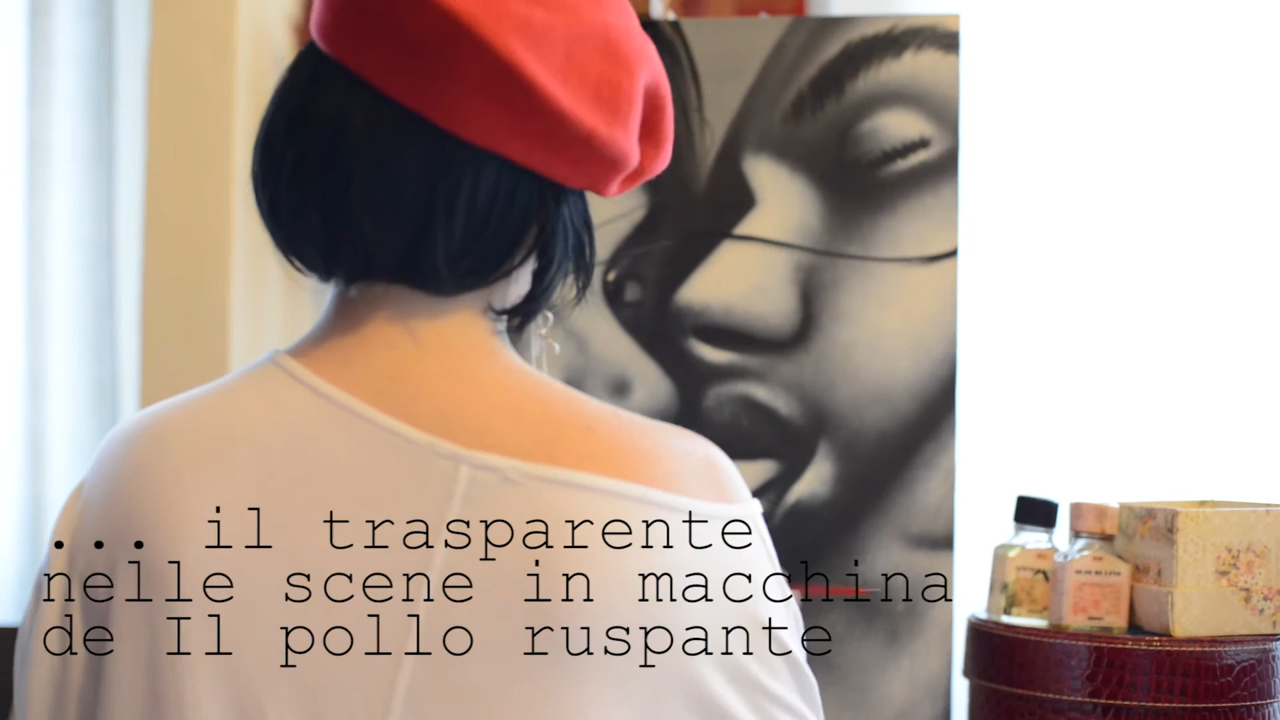 ... il trasparente
nelle scene in macchina
de Il pollo ruspante